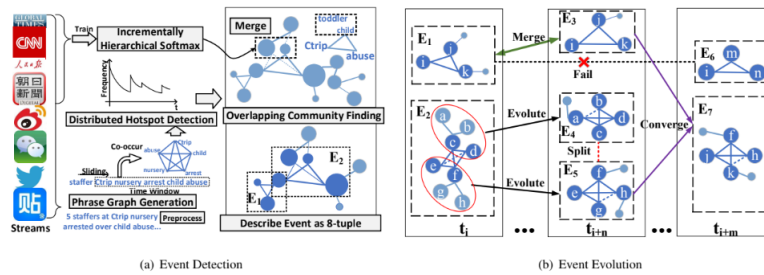 GLOBAL
TIMES
CNN
人民日报
朝日
新聞
贴
Streams
Train
Incrementally
Hierarchical Softmax
Frequency
t
Distributed Hotspot Detection
Co-occur
Ctrip
abuse
child
nursery
arrest
Sliding
staffer Ctrip nursery arrest child abuse
Time Window
Phrase Graph Generation
5 staffers at Ctrip nursery
arrested over child abuse...
Preprocess
Merge
toddler
child
Ctrip
abuse
Overlapping Community Finding
E2
E1
Describe Event as 8-tuple
(a) Event Detection
E1
j
i
k
E2
a
b
c
d
e
f
g
h
ti
Merge
Fail
Evolute
Evolute
E3
j
i
k
b
a
d
c
E4
Split
E5
f
e
h
g
ti+n
Converge
E6
m
i
n
E7
f
j
h
k
ti+m
(b) Event Evolution